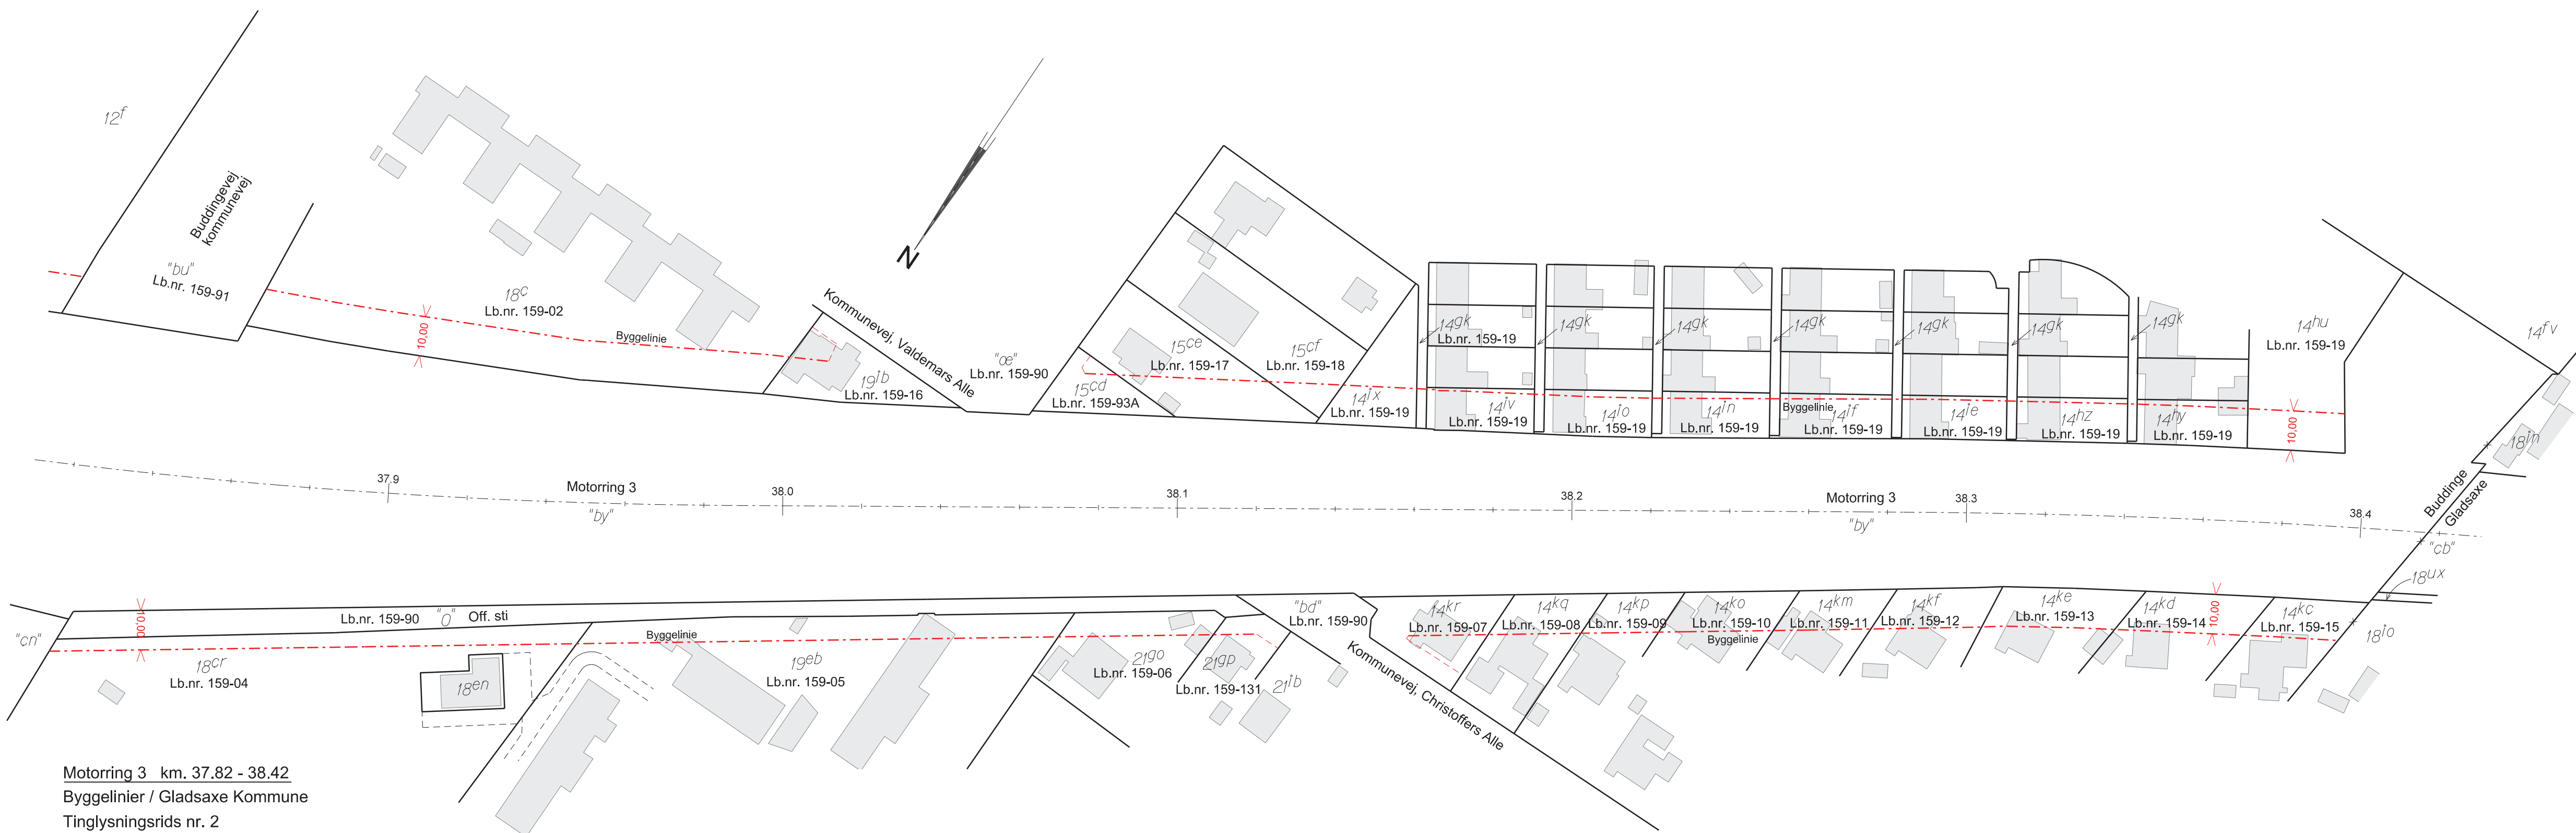 12f
Buddingevej
kommunevej
"bu"
Lb.nr. 159-91
18c
Lb.nr. 159-02
10,00
Byggelinie
N
Kommunevej, Valdemars Alle
19ib
Lb.nr. 159-16
"œ"
Lb.nr. 159-90
15cd
Lb.nr. 159-93A
15ce
Lb.nr. 159-17
15cf
Lb.nr. 159-18
14ix
Lb.nr. 159-19
14gk
Lb.nr. 159-19
14gk
14gk
14gk
14gk
14gk
14gk
14iv
Lb.nr. 159-19
14io
Lb.nr. 159-19
14in
Lb.nr. 159-19
Byggelinie
14if
Lb.nr. 159-19
14ie
Lb.nr. 159-19
14hz
Lb.nr. 159-19
14hy
Lb.nr. 159-19
14hu
Lb.nr. 159-19
10,00
14fv
18in
Buddinge
Gladsaxe
37.9
Motorring 3
"by"
38.0
38.1
38.2
Motorring 3
"by"
38.3
38.4
"cb"
18ux
"cn"
10,00
Lb.nr. 159-90
"o"
Off. sti
18cr
Lb.nr. 159-04
18en
Byggelinie
19eb
Lb.nr. 159-05
21go
Lb.nr. 159-06
21gp
Lb.nr. 159-131
21ib
"bd"
Lb.nr. 159-90
Kommunevej, Christoffers Alle
14kr
Lb.nr. 159-07
14kq
Lb.nr. 159-08
14kp
Lb.nr. 159-09
14ko
Lb.nr. 159-10
Byggelinie
14km
Lb.nr. 159-11
14kf
Lb.nr. 159-12
14ke
Lb.nr. 159-13
14kd
Lb.nr. 159-14
10,00
14kc
Lb.nr. 159-15
18io
Motorring 3 km. 37.82 - 38.42
Byggelinier / Gladsaxe Kommune
Tinglysningsrids nr. 2